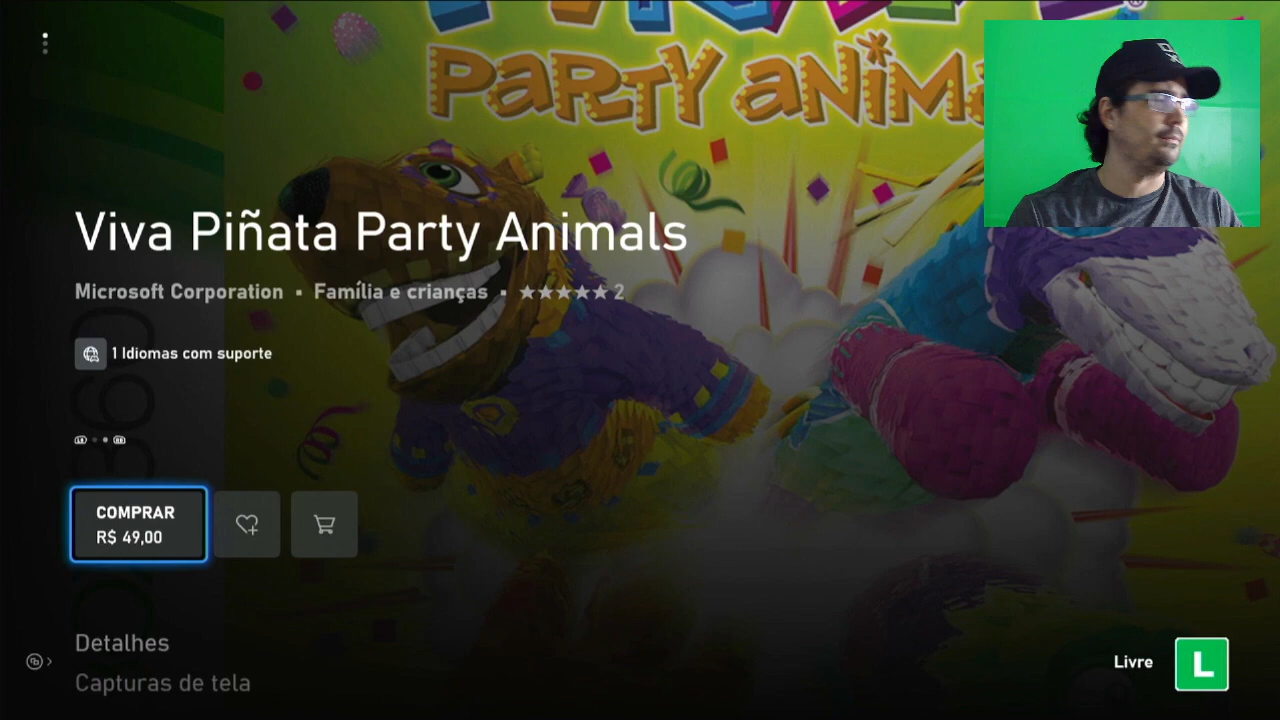 PARTY ANIMA
Viva Piñata Party Animals
Microsoft Corporation • Família e crianças • ★★★★★ 2
1 Idiomas com suporte
COMPRAR
R$ 49,00
Detalhes
Capturas de tela
Livre
L